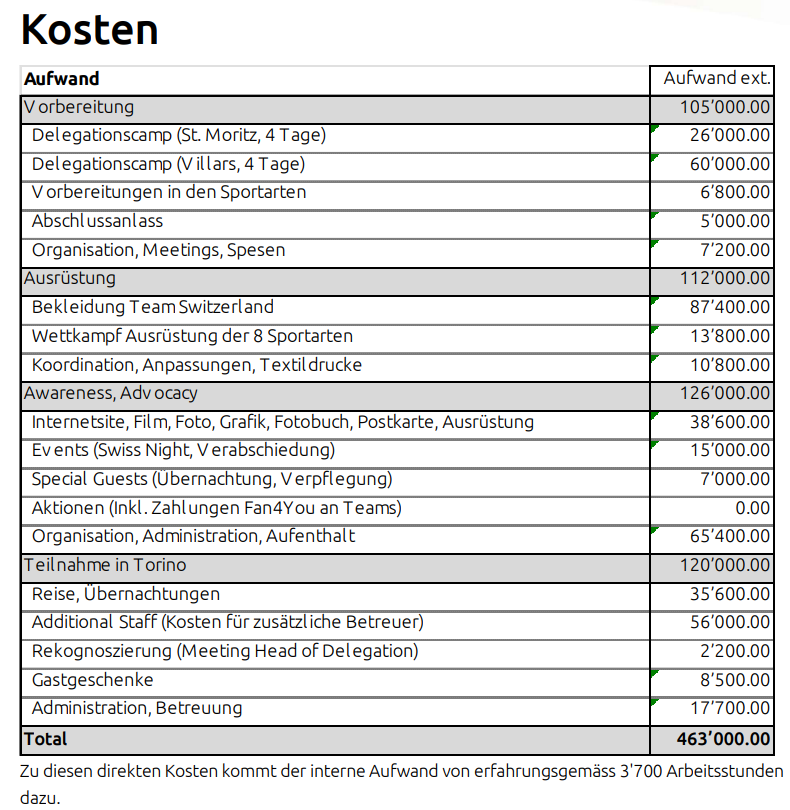 Kosten
Aufwand Aufwand ext.
Vorbereitung 105’000.00
Delegationscamp (St. Moritz, 4 Tage) 26’000.00
Delegationscamp (Villars, 4 Tage) 60’000.00
Vorbereitungen in den Sportarten 6’800.00
Abschlussanlass 5’000.00
Organisation, Meetings, Spesen 7’200.00
Ausrüstung 112’000.00
Bekleidung Team Switzerland 87’400.00
Wettkampf Ausrüstung der 8 Sportarten 13’800.00
Koordination, Anpassungen, Textildrucke 10’800.00
Awareness, Advocacy 126’000.00
Internetsite, Film, Foto, Grafik, Fotobuch, Postkarte, Ausrüstung 38’600.00
Events (Swiss Night, Verabschiedung) 15’000.00
Special Guests (Übernachtung, Verpflegung) 7’000.00
Aktionen (Inkl. Zahlungen Fan4You an Teams) 0.00
Organisation, Administration, Aufenthalt 65’400.00
Teilnahme in Torino 120’000.00
Reise, Übernachtungen 35’600.00
Additional Staff (Kosten für zusätzliche Betreuer) 56’000.00
Rekognoszierung (Meeting Head of Delegation) 2’200.00
Gastgeschenke 8’500.00
Administration, Betreuung 17’700.00
Total 463’000.00
Zu diesen direkten Kosten kommt der interne Aufwand von erfahrungsgemäss 3'700 Arbeitsstunden
dazu.